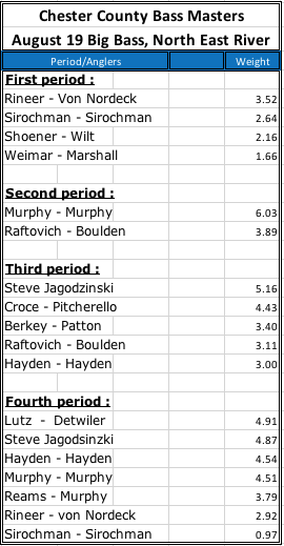 Chester County Bass Masters
August 19 Big Bass, North East River
Period/Anglers Weight
First period :
Rineer - Von Nordeck 3.52
Sirochman - Sirochman 2.64
Shoener - Wilt 2.16
Weimar - Marshall 1.66
Second period :
Murphy - Murphy 6.03
Raftovich - Boulden 3.89
Third period :
Steve Jagodzinski 5.16
Croce - Pitcherello 4.43
Berkey - Patton 3.40
Raftovich - Boulden 3.11
Hayden - Hayden 3.00
Fourth period :
Lutz - Detwiler 4.91
Steve Jagodsinzki 4.87
Hayden - Hayden 4.54
Murphy - Murphy 4.51
Reams - Murphy 3.79
Rineer - von Nordeck 2.92
Sirochman - Sirochman 0.97